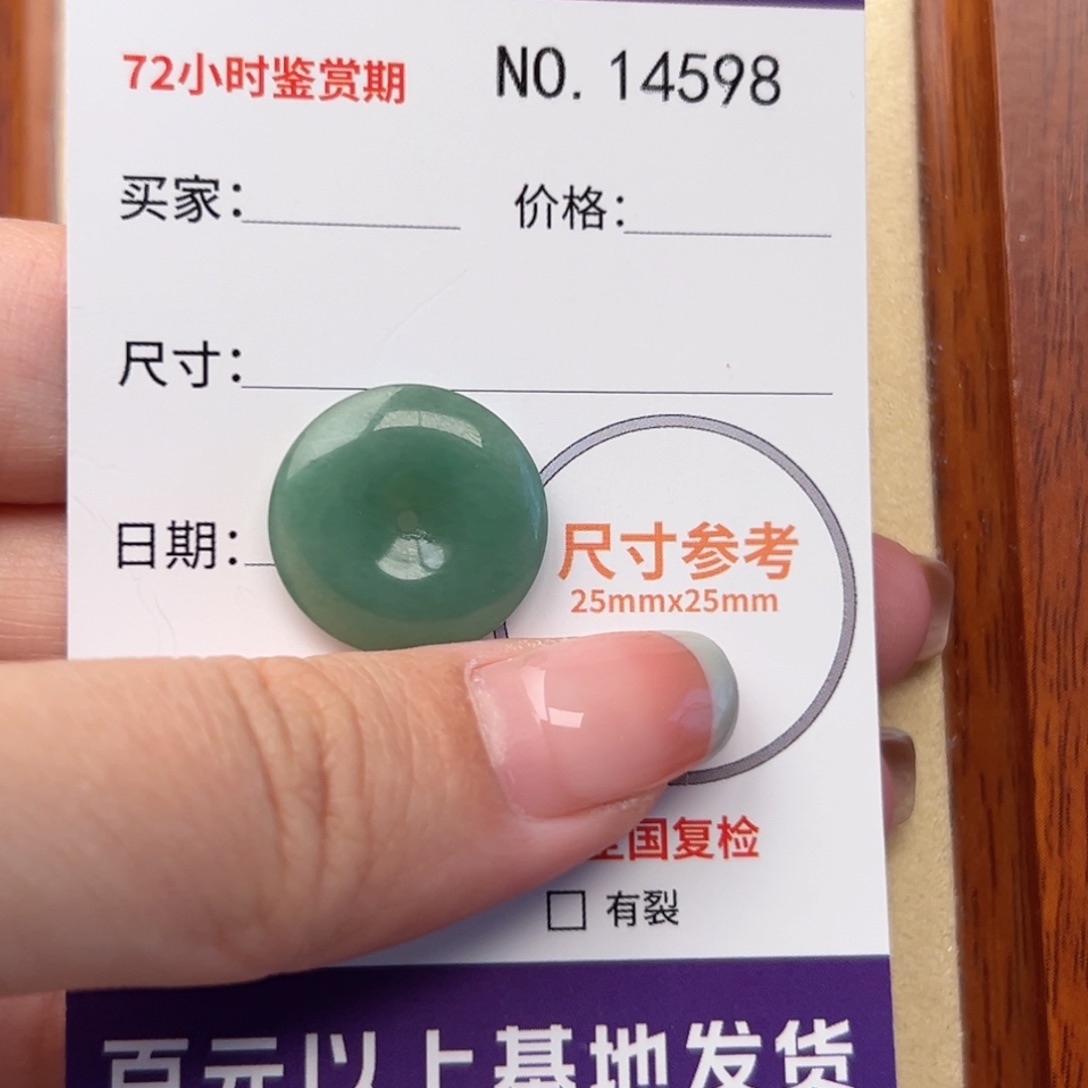 72小时鉴赏期 NO. 14598
买家： 价格：
尺寸：
日期：
尺寸参考
25mmx25mm
国复检
□ 有裂
百元以上基地发货